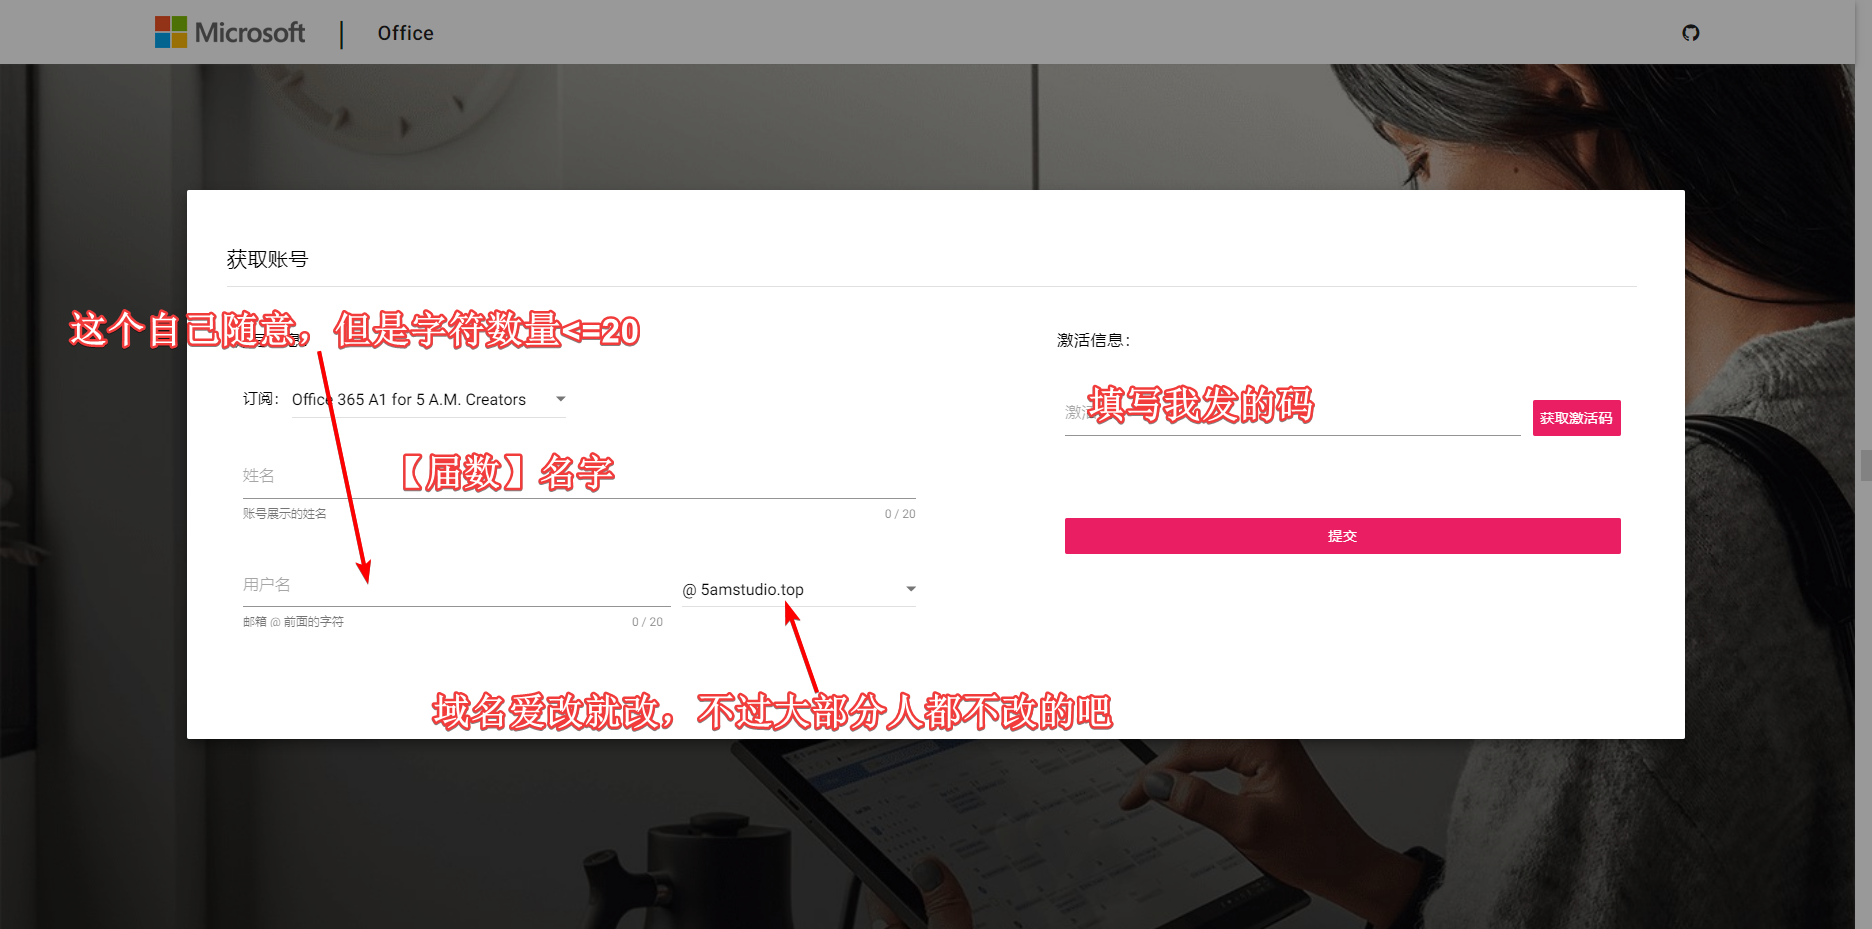 Microsoft | Office
获取账号
这个自己随意，但是字符数量<=20
激活信息：
订阅： Office 365 A1 for 5 A.M. Creators
填写我发的码
获取激活码
姓名
【届数】名字
账号展示的姓名
0 / 20
提交
用户名
@ 5amstudio.top
邮箱 @ 前面的字符
0 / 20
域名爱改就改，不过大部分人都不改的吧